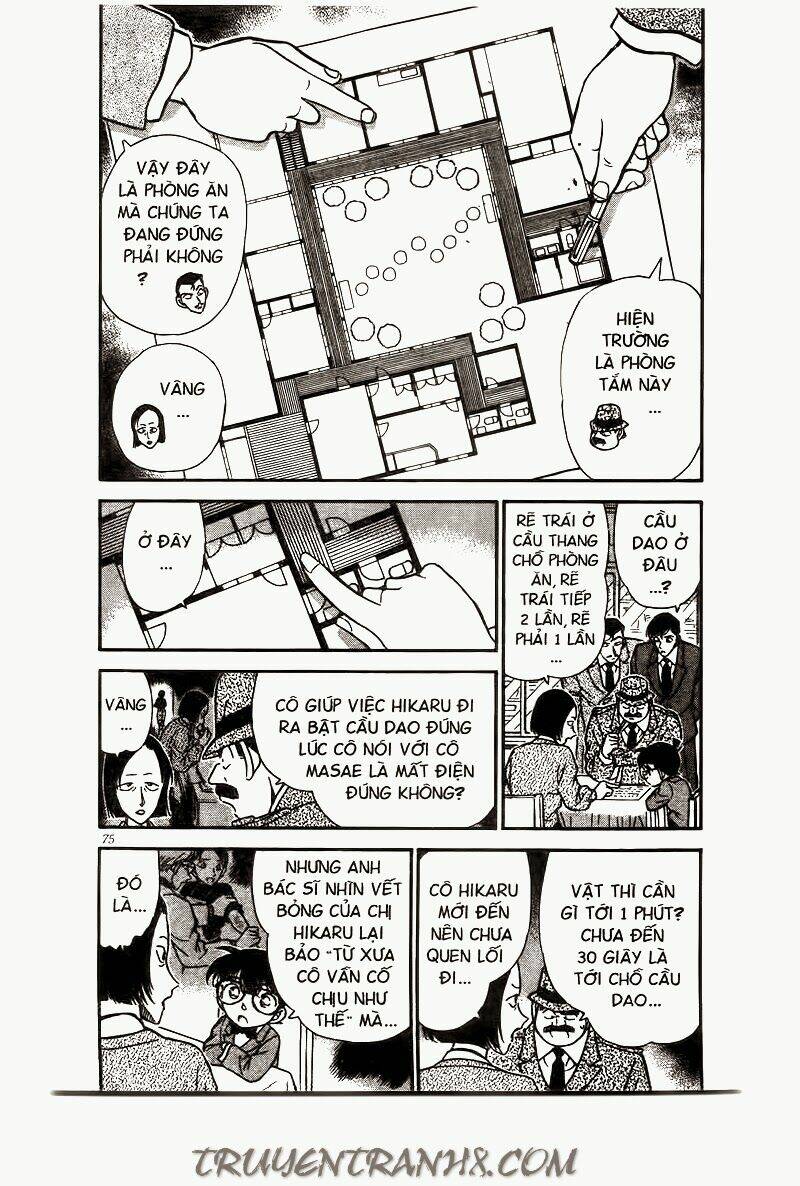 VẬY ĐÂY
LÀ PHÒNG ĂN
MÀ CHÚNG TA
ĐANG ĐỨNG
PHẢI KHÔNG
?
HIỆN
TRƯỜNG
LÀ PHÒNG
TẮM NÀY
...
VÂNG
...
CẦU
DAO Ở
ĐÂU
...?
RẼ TRÁI Ở
CẦU THANG
CHỖ PHÒNG
ĂN, RẼ
TRÁI TIẾP
2 LẦN, RẼ
PHẢI 1 LẦN
...
Ở ĐÂY
...
CÔ GIÚP VIỆC HIKARU ĐI
RA BẬT CẦU DAO ĐÚNG
LÚC CÔ NÓI VỚI CÔ
MASAE LÀ MẤT ĐIỆN
ĐÚNG KHÔNG?
VÂNG
...
75
VẬT THÌ CẦN
GÌ TỚI 1 PHÚT?
CHƯA ĐẾN
30 GIÂY LÀ
TỚI CHỖ CẦU
DAO...
CÔ HIKARU
MỚI ĐẾN
NÊN CHƯA
QUEN LỐI
ĐI...
NHƯNG ANH
BÁC SĨ NHÌN VẾT
BỎNG CỦA CHỊ
HIKARU LẠI
BẢO "TỪ XƯA
CÔ VẪN CỐ
CHỊU NHƯ
THẾ" MÀ...
ĐÓ
LÀ...
TRUYENTRANH8.COM